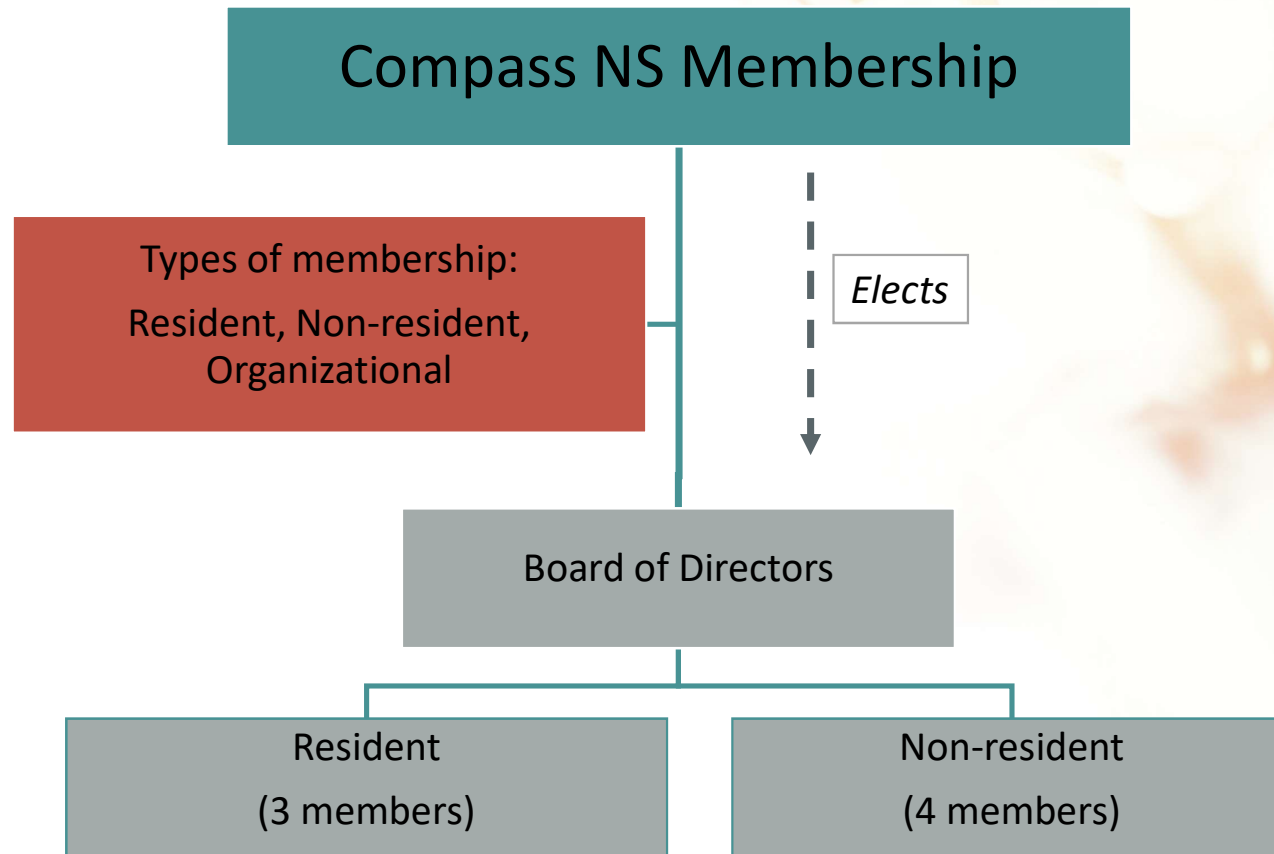 Compass NS Membership
Types of membership:
Resident, Non-resident,
Organizational
Elects
Board of Directors
Resident
(3 members)
Non-resident
(4 members)